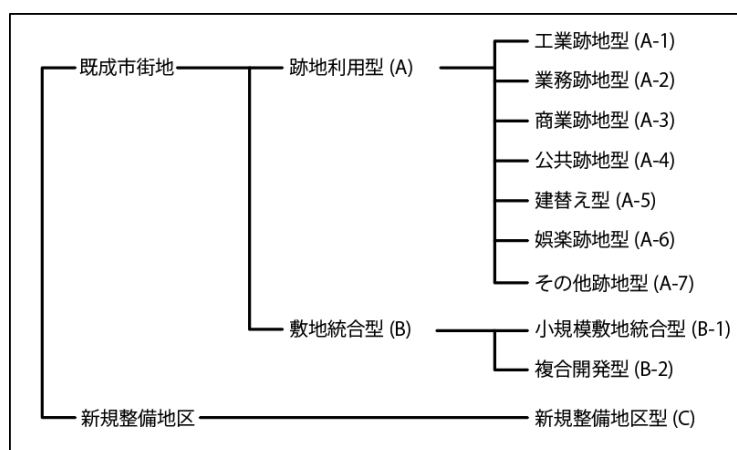 既成市街地
跡地利用型 (A)
工業跡地型 (A-1)
業務跡地型 (A-2)
商業跡地型 (A-3)
公共跡地型 (A-4)
建替え型 (A-5)
娯楽跡地型 (A-6)
その他跡地型 (A-7)
敷地統合型 (B)
小規模敷地統合型 (B-1)
複合開発型 (B-2)
新規整備地区
新規整備地区型 (C)